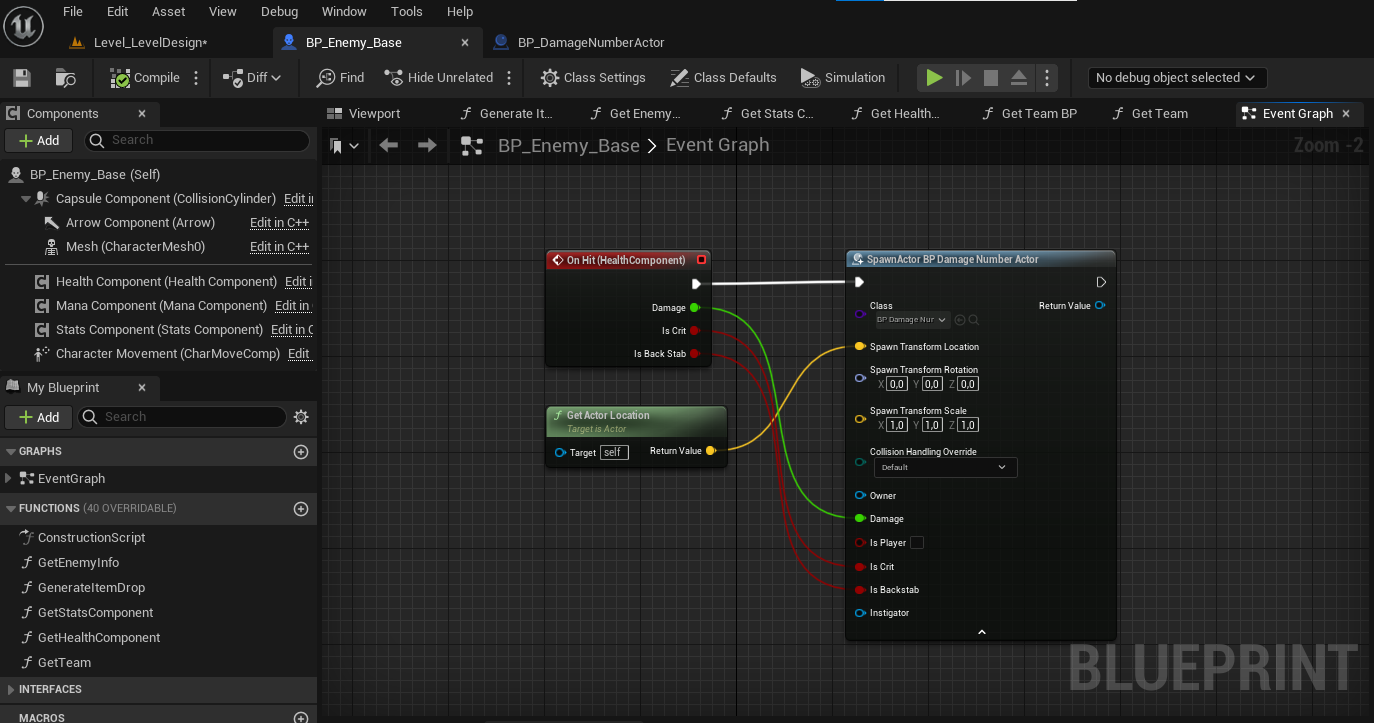 File Edit Asset View Debug Window Tools Help
Level_LevelDesign* BP_Enemy_Base × BP_DamageNumberActor
Compile Diff Find Hide Unrelated Class Settings Class Defaults Simulation No debug object selected
Components × Viewport Generate It... Get Enemy... Get Stats C... Get Health... Get Team BP Get Team Event Graph ×
+ Add Search
BP_Enemy_Base > Event Graph Zoom -2
BP_Enemy_Base (Self)
Capsule Component (CollisionCylinder) Edit in
Arrow Component (Arrow) Edit in C++
Mesh (CharacterMesh0) Edit in C++
Health Component (Health Component) Edit i
Mana Component (Mana Component) Edit in
Stats Component (Stats Component) Edit in C
Character Movement (CharMoveComp) Edit
My Blueprint ×
+ Add Search
GRAPHS
EventGraph
FUNCTIONS (40 OVERRIDABLE)
ConstructionScript
GetEnemyInfo
GenerateItemDrop
GetStatsComponent
GetHealthComponent
GetTeam
INTERFACES
MACROS
On Hit (HealthComponent)
Damage
Is Crit
Is Back Stab
Get Actor Location
Target is Actor
Target self Return Value
SpawnActor BP Damage Number Actor
Class Return Value
BP Damage Nur
Spawn Transform Location
Spawn Transform Rotation
X 0,0 Y 0,0 Z 0,0
Spawn Transform Scale
X 1,0 Y 1,0 Z 1,0
Collision Handling Override
Default
Owner
Damage
Is Player
Is Crit
Is Backstab
Instigator
BLUEPRINT